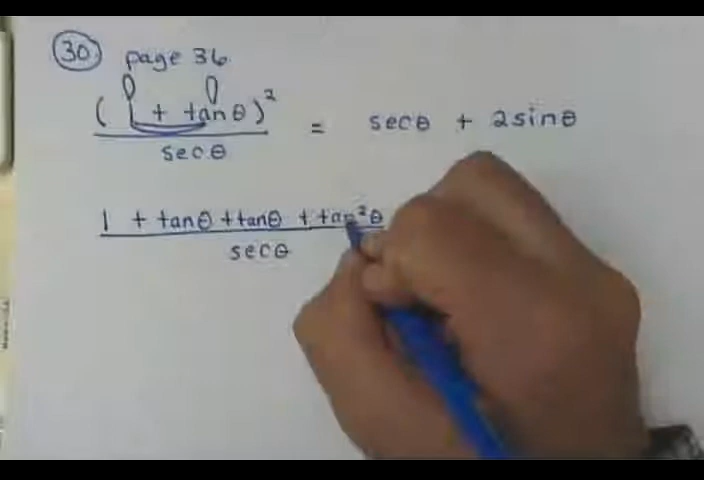 30. page 36
(1 + tanθ)²
= secθ + 2sinθ
secθ
1 + tanθ + tanθ + tan²θ
secθ